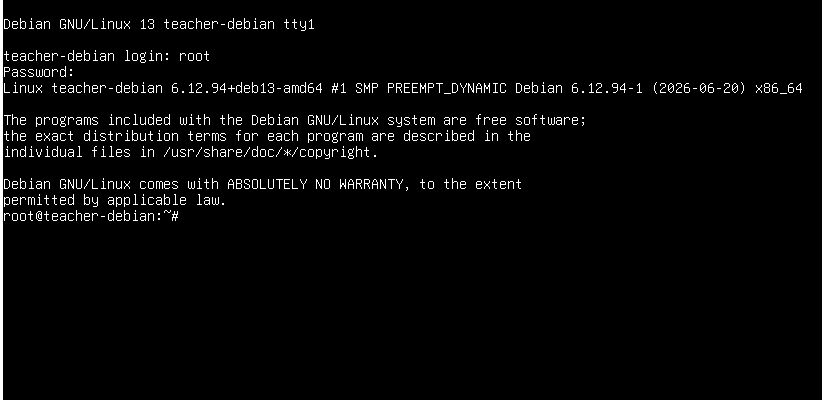 Debian GNU/Linux 13 teacher-debian tty1
teacher-debian login: root
Password:
Linux teacher-debian 6.12.94+deb13-amd64 #1 SMP PREEMPT_DYNAMIC Debian 6.12.94-1 (2026-06-20) x86_64
The programs included with the Debian GNU/Linux system are free software;
the exact distribution terms for each program are described in the
individual files in /usr/share/doc/*/copyright.
Debian GNU/Linux comes with ABSOLUTELY NO WARRANTY, to the extent
permitted by applicable law.
root@teacher-debian:~#